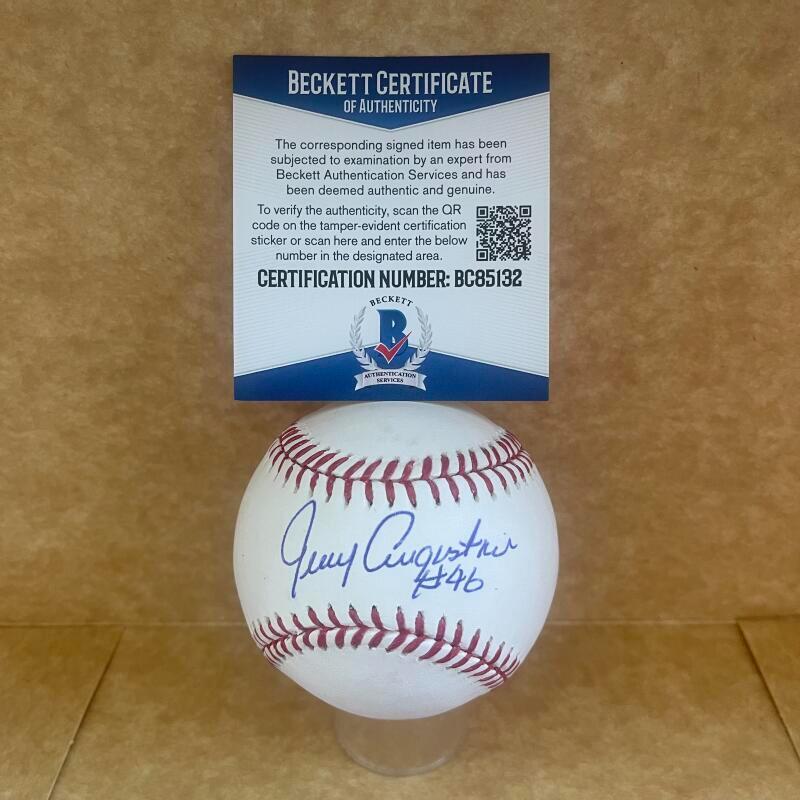 BECKETT CERTIFICATE
OF AUTHENTICITY
The corresponding signed item has been
subjected to examination by an expert from
Beckett Authentication Services and has
been deemed authentic and genuine.
To verify the authenticity, scan the QR
code on the tamper-evident certification
sticker or scan here and enter the below
number in the designated area.
CERTIFICATION NUMBER: BC85132
BECKETT
B
AUTHENTICATION
SERVICES
Jerry Augustine
#46